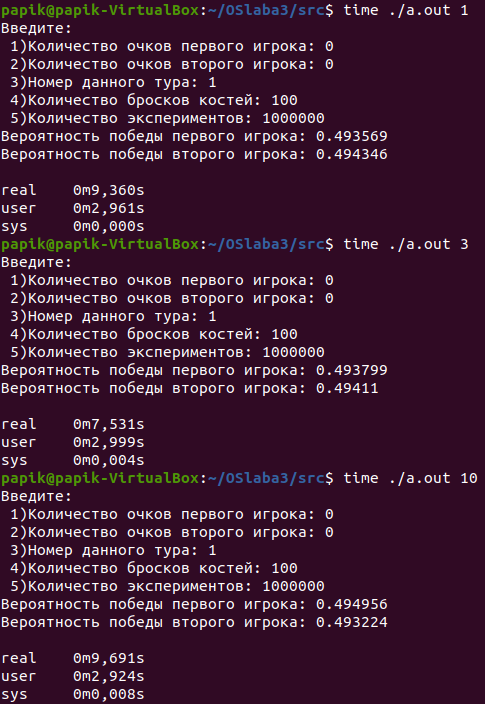 papik@papik-VirtualBox:~/OSlaba3/src$ time ./a.out 1
Введите:
 1)Количество очков первого игрока: 0
 2)Количество очков второго игрока: 0
 3)Номер данного тура: 1
 4)Количество бросков костей: 100
 5)Количество экспериментов: 1000000
Вероятность победы первого игрока: 0.493569
Вероятность победы второго игрока: 0.494346

real    0m9,360s
user    0m2,961s
sys     0m0,000s
papik@papik-VirtualBox:~/OSlaba3/src$ time ./a.out 3
Введите:
 1)Количество очков первого игрока: 0
 2)Количество очков второго игрока: 0
 3)Номер данного тура: 1
 4)Количество бросков костей: 100
 5)Количество экспериментов: 1000000
Вероятность победы первого игрока: 0.493799
Вероятность победы второго игрока: 0.49411

real    0m7,531s
user    0m2,999s
sys     0m0,004s
papik@papik-VirtualBox:~/OSlaba3/src$ time ./a.out 10
Введите:
 1)Количество очков первого игрока: 0
 2)Количество очков второго игрока: 0
 3)Номер данного тура: 1
 4)Количество бросков костей: 100
 5)Количество экспериментов: 1000000
Вероятность победы первого игрока: 0.494956
Вероятность победы второго игрока: 0.493224

real    0m9,691s
user    0m2,924s
sys     0m0,008s